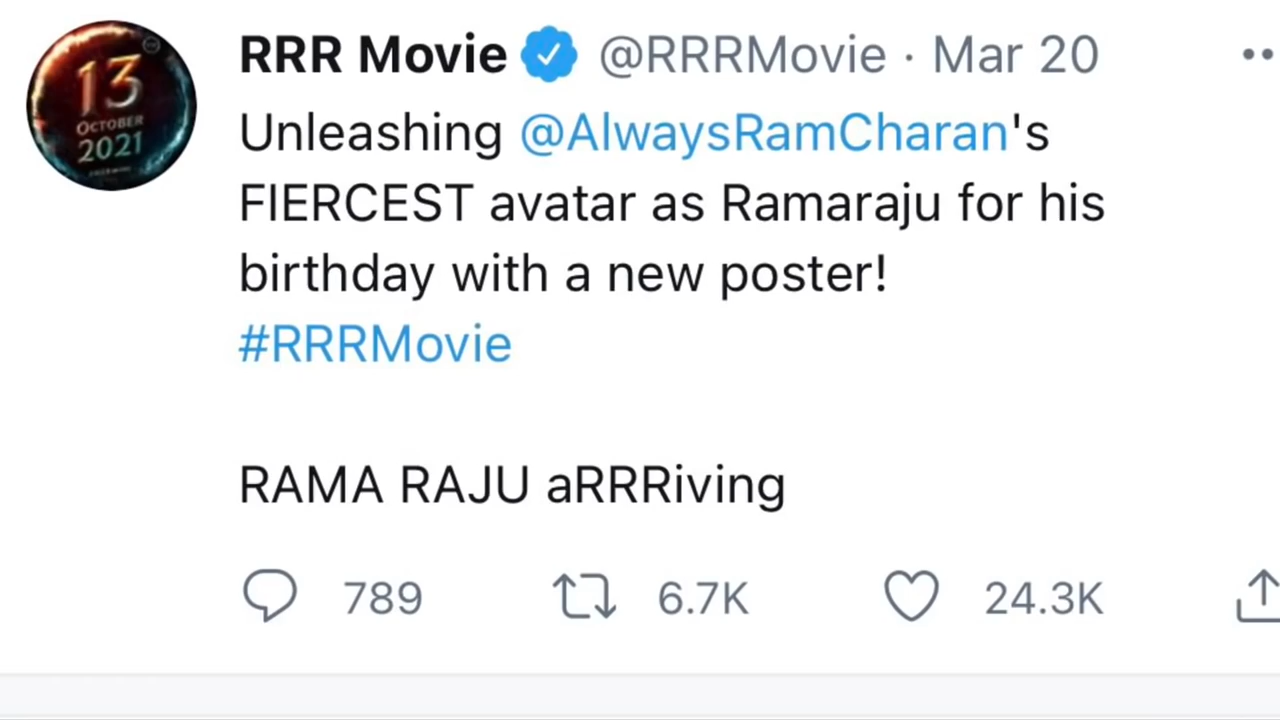 RRR Movie @RRRMovie · Mar 20
13
OCTOBER
2021
Unleashing @AlwaysRamCharan's
FIERCEST avatar as Ramaraju for his
birthday with a new poster!
#RRRMovie
RAMA RAJU aRRRiving
789 6.7K 24.3K